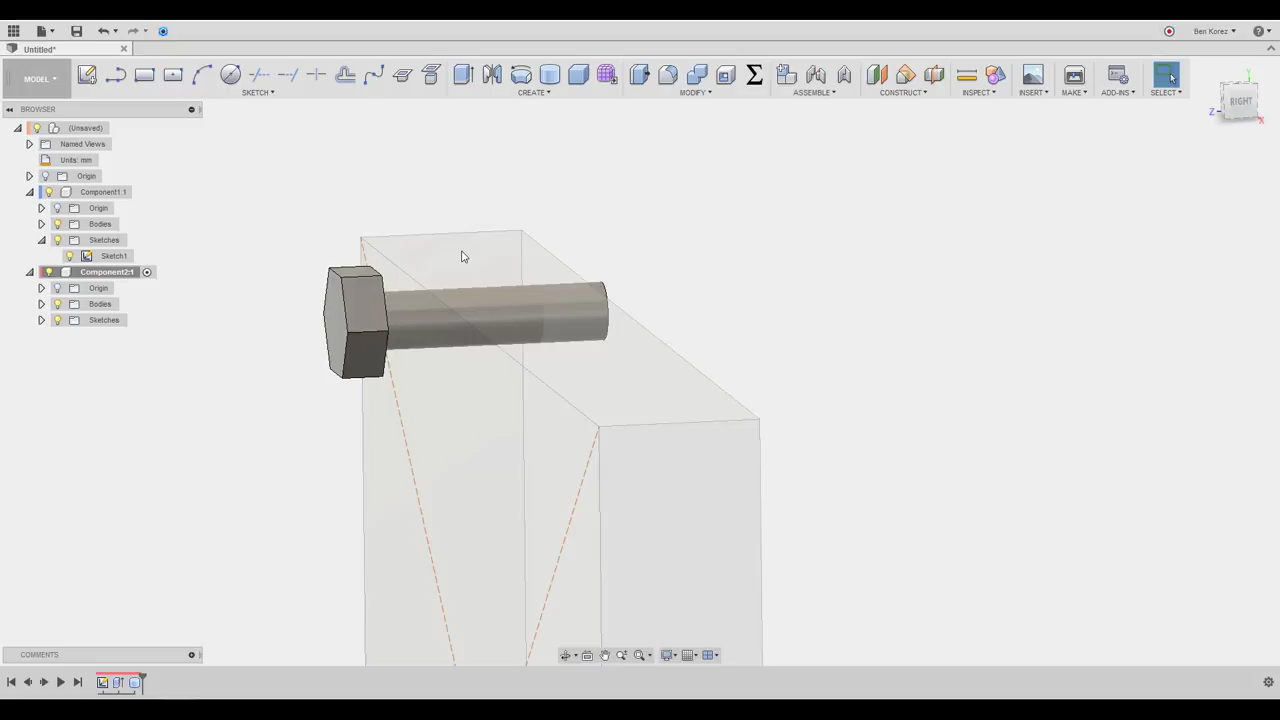 Ben Korez
Untitled*
MODEL
SKETCH
CREATE
MODIFY
ASSEMBLE
CONSTRUCT
INSPECT
INSERT
MAKE
ADD-INS
SELECT
Y
RIGHT
Z
X
BROWSER
(Unsaved)
Named Views
Units: mm
Origin
Component1:1
Origin
Bodies
Sketches
Sketch1
Component2:1
Origin
Bodies
Sketches
COMMENTS